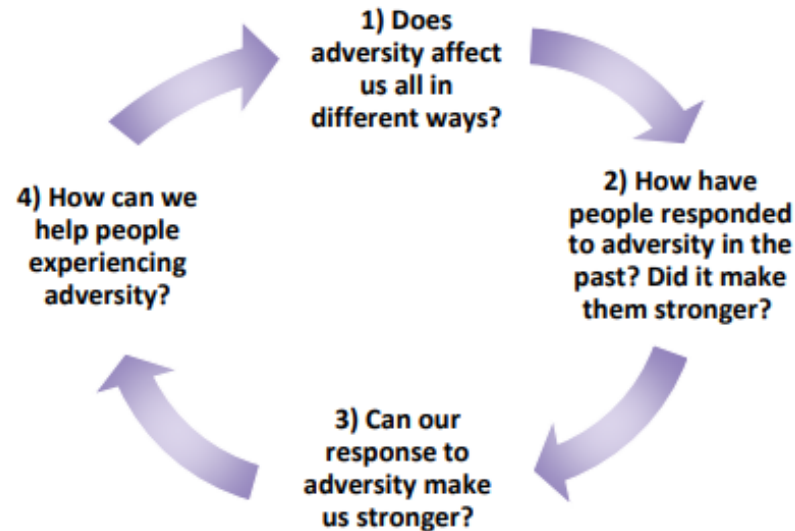 1) Does
adversity affect
us all in
different ways?
2) How have
people responded
to adversity in the
past? Did it make
them stronger?
3) Can our
response to
adversity make
us stronger?
4) How can we
help people
experiencing
adversity?